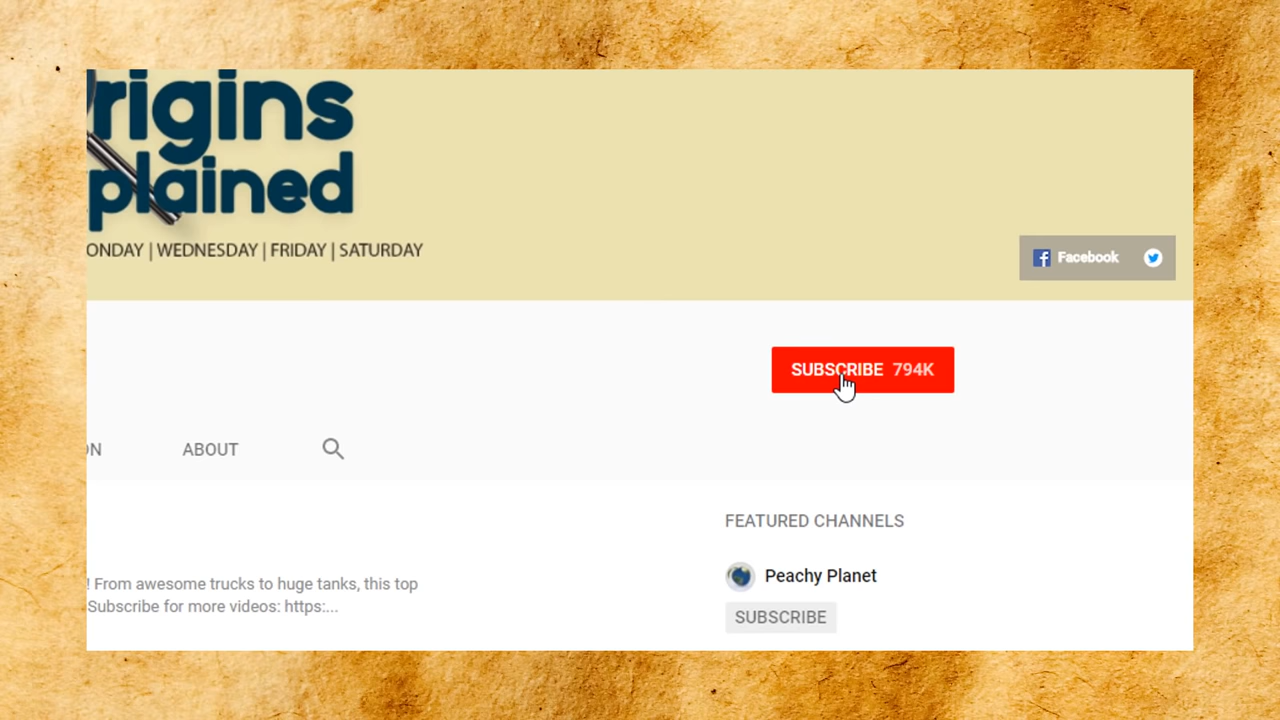 rigins
plained
ONDAY | WEDNESDAY | FRIDAY | SATURDAY
Facebook
SUBSCRIBE 794K
ON
ABOUT
! From awesome trucks to huge tanks, this top
Subscribe for more videos: https:...
FEATURED CHANNELS
Peachy Planet
SUBSCRIBE